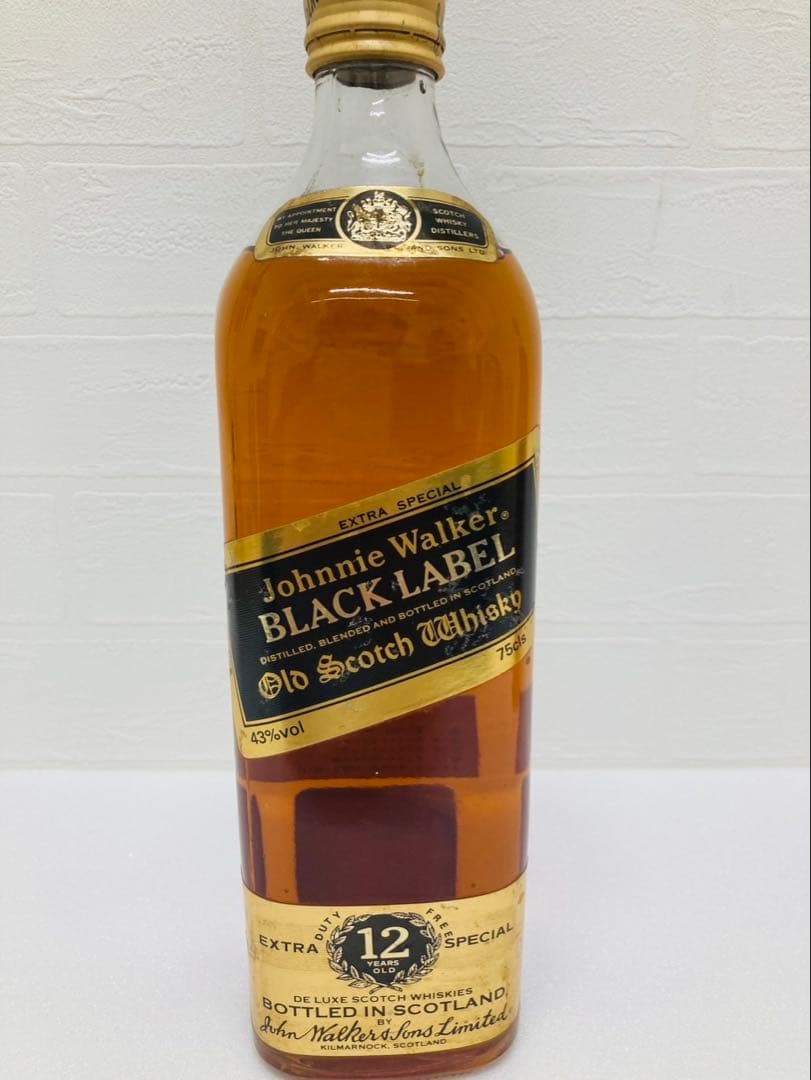 BY APPOINTMENT
TO HER MAJESTY
THE QUEEN
SCOTCH
WHISKY
DISTILLERS
JOHN WALKER AND SONS LTD
EXTRA SPECIAL
Johnnie Walker®
BLACK LABEL
DISTILLED, BLENDED AND BOTTLED IN SCOTLAND
Old Scotch Whisky
75cls
43%vol
DUTY FREE
EXTRA 12 SPECIAL
YEARS
OLD
DE LUXE SCOTCH WHISKIES
BOTTLED IN SCOTLAND
BY
John Walker & Sons Limited
KILMARNOCK, SCOTLAND